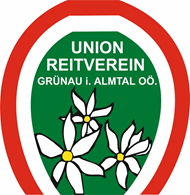 UNION
REITVEREIN
GRÜNAU i. ALMTAL OÖ.